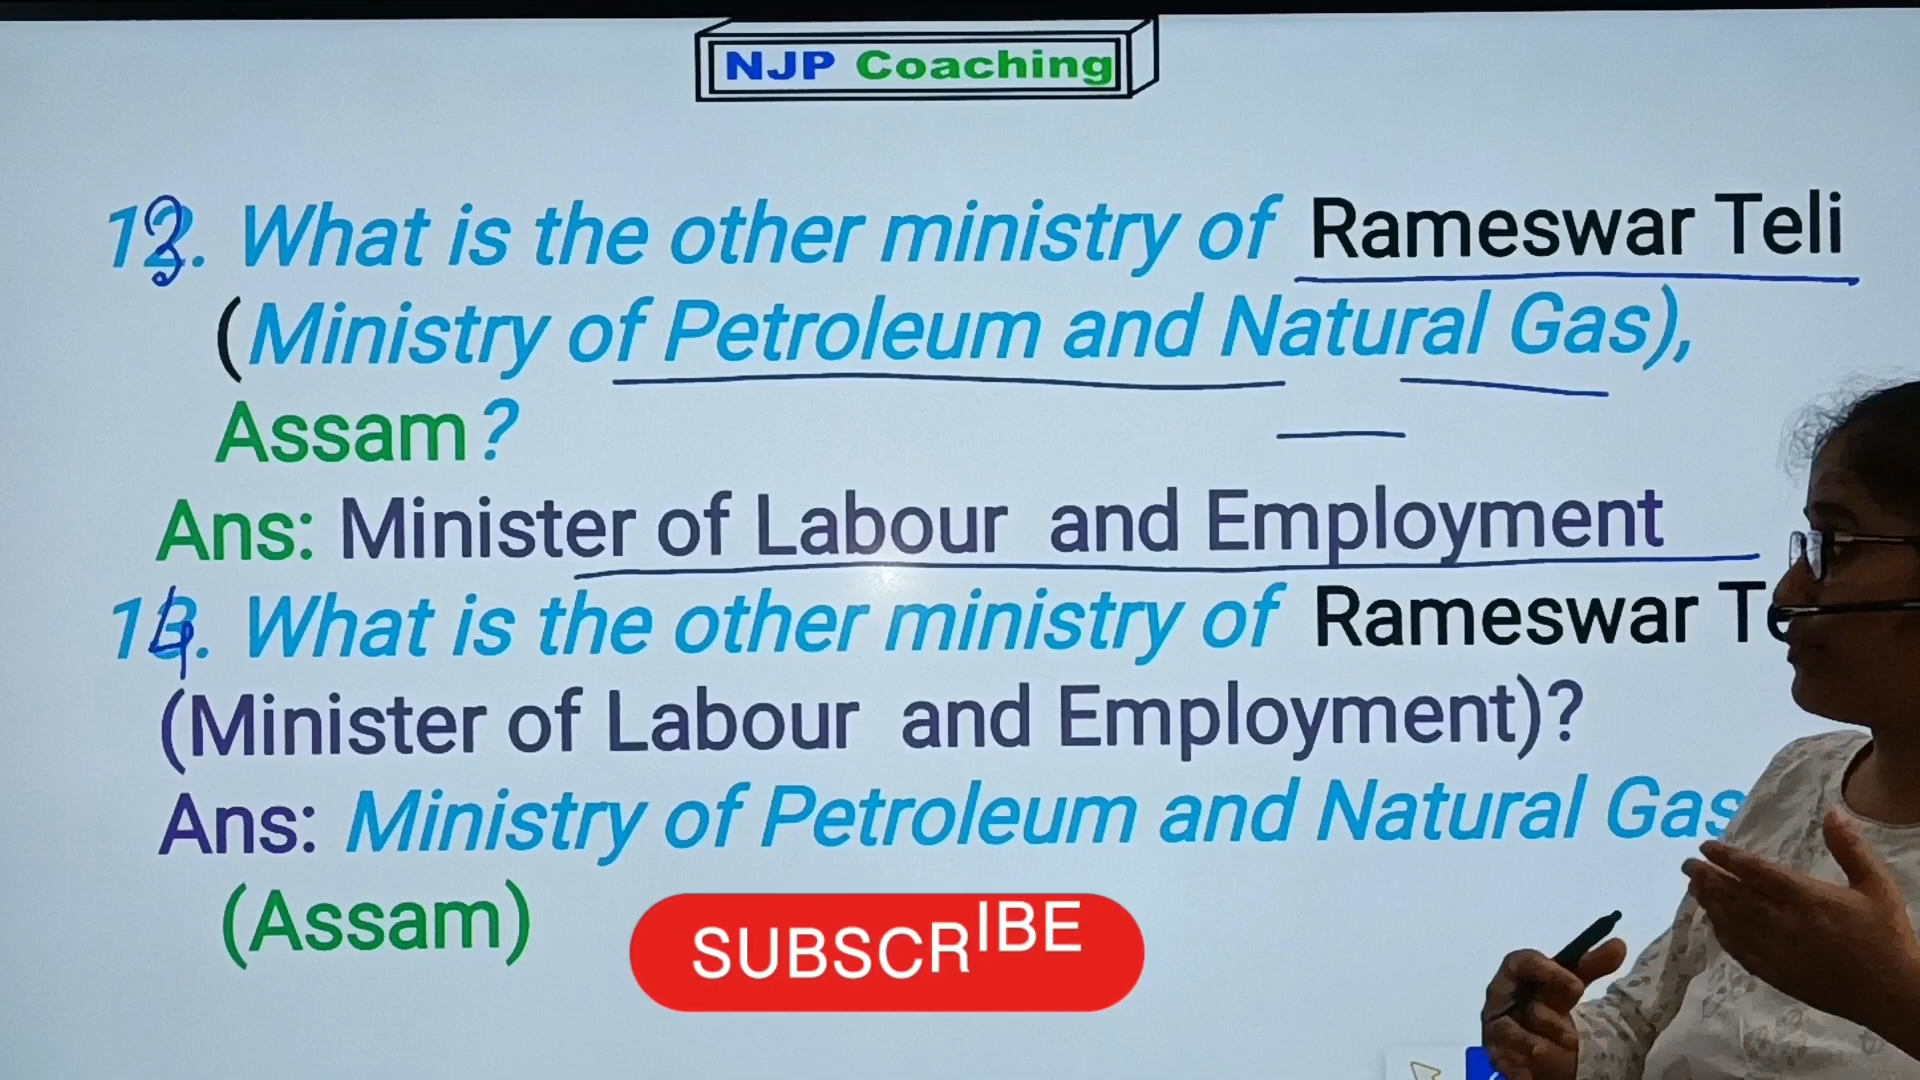 NJP Coaching
13. What is the other ministry of Rameswar Teli
(Ministry of Petroleum and Natural Gas),
Assam?
Ans: Minister of Labour and Employment
14. What is the other ministry of Rameswar
(Minister of Labour and Employment)?
Ans: Ministry of Petroleum and Natural Gas
(Assam)
SUBSCRIBE